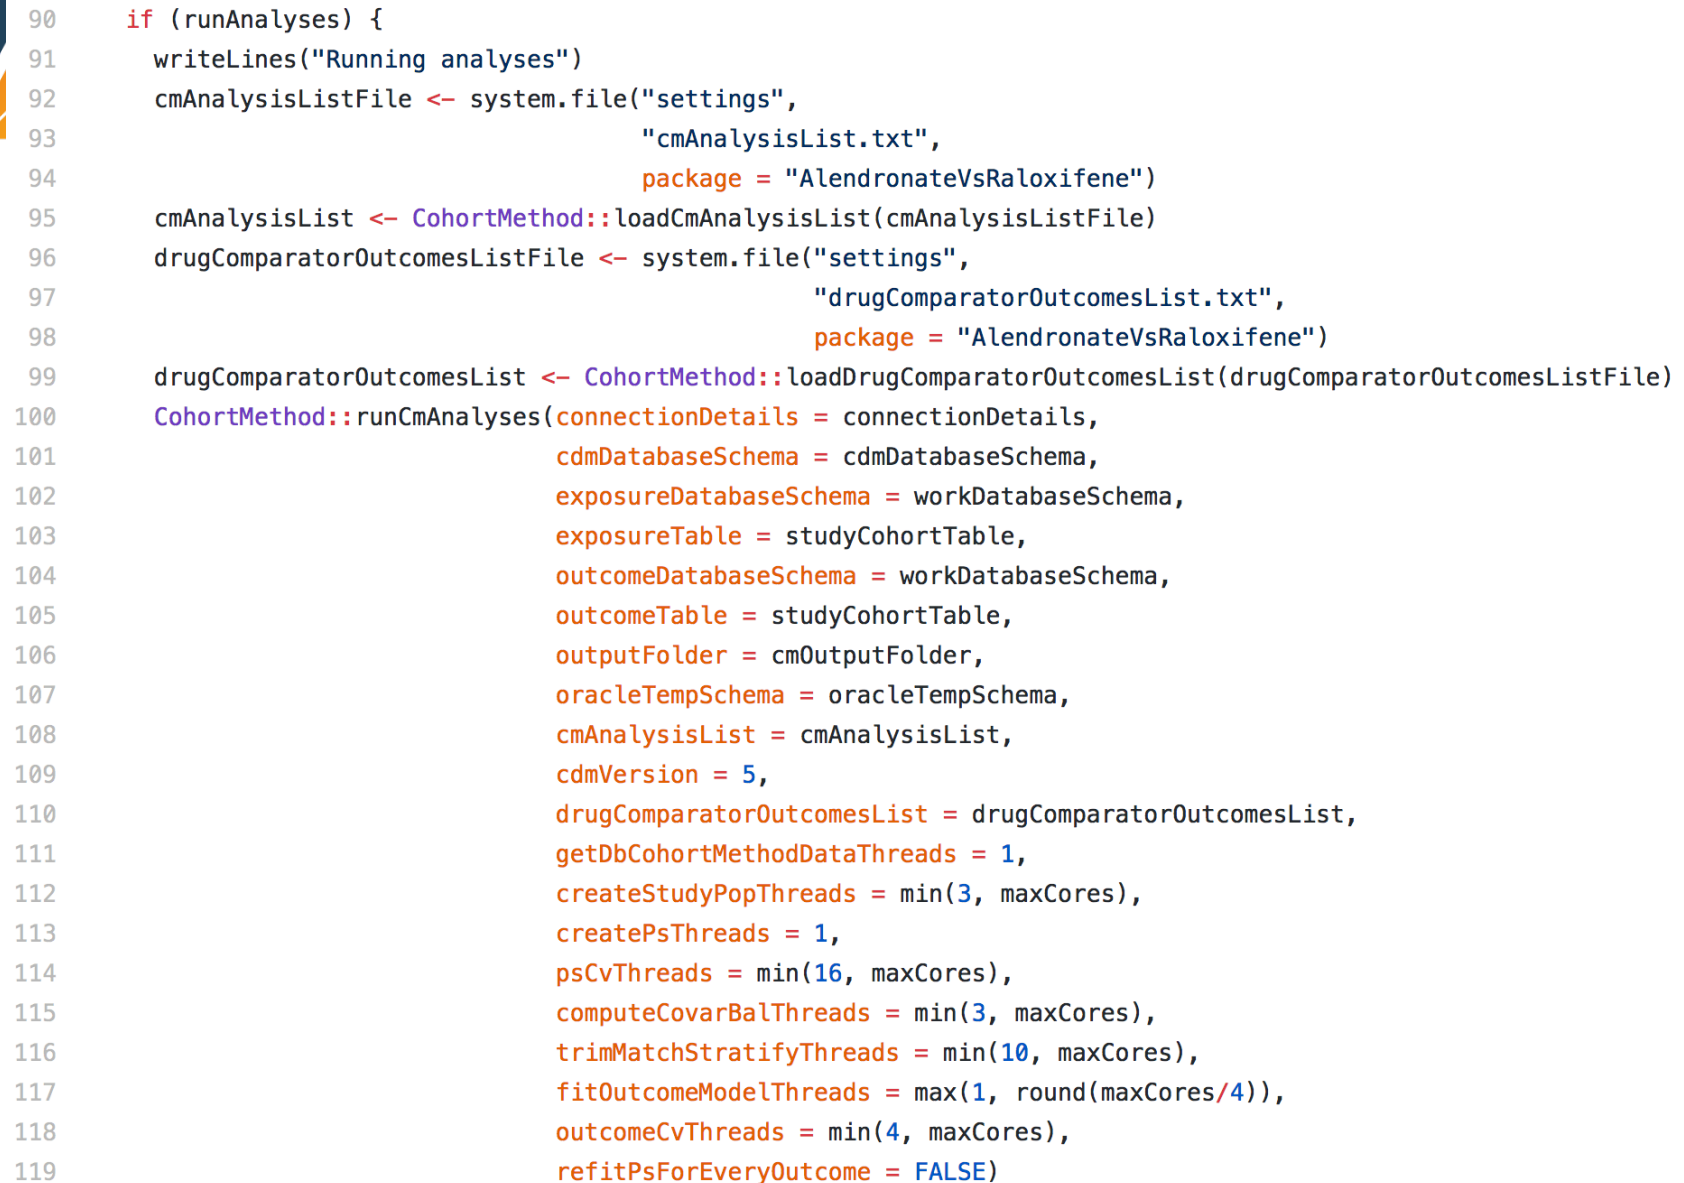 90 if (runAnalyses) {
91 writeLines("Running analyses")
92 cmAnalysisListFile <- system.file("settings",
93 "cmAnalysisList.txt",
94 package = "AlendronateVsRaloxifene")
95 cmAnalysisList <- CohortMethod::loadCmAnalysisList(cmAnalysisListFile)
96 drugComparatorOutcomesListFile <- system.file("settings",
97 "drugComparatorOutcomesList.txt",
98 package = "AlendronateVsRaloxifene")
99 drugComparatorOutcomesList <- CohortMethod::loadDrugComparatorOutcomesList(drugComparatorOutcomesListFile)
100 CohortMethod::runCmAnalyses(connectionDetails = connectionDetails,
101 cdmDatabaseSchema = cdmDatabaseSchema,
102 exposureDatabaseSchema = workDatabaseSchema,
103 exposureTable = studyCohortTable,
104 outcomeDatabaseSchema = workDatabaseSchema,
105 outcomeTable = studyCohortTable,
106 outputFolder = cmOutputFolder,
107 oracleTempSchema = oracleTempSchema,
108 cmAnalysisList = cmAnalysisList,
109 cdmVersion = 5,
110 drugComparatorOutcomesList = drugComparatorOutcomesList,
111 getDbCohortMethodDataThreads = 1,
112 createStudyPopThreads = min(3, maxCores),
113 createPsThreads = 1,
114 psCvThreads = min(16, maxCores),
115 computeCovarBalThreads = min(3, maxCores),
116 trimMatchStratifyThreads = min(10, maxCores),
117 fitOutcomeModelThreads = max(1, round(maxCores/4)),
118 outcomeCvThreads = min(4, maxCores),
119 refitPsForEveryOutcome = FALSE)